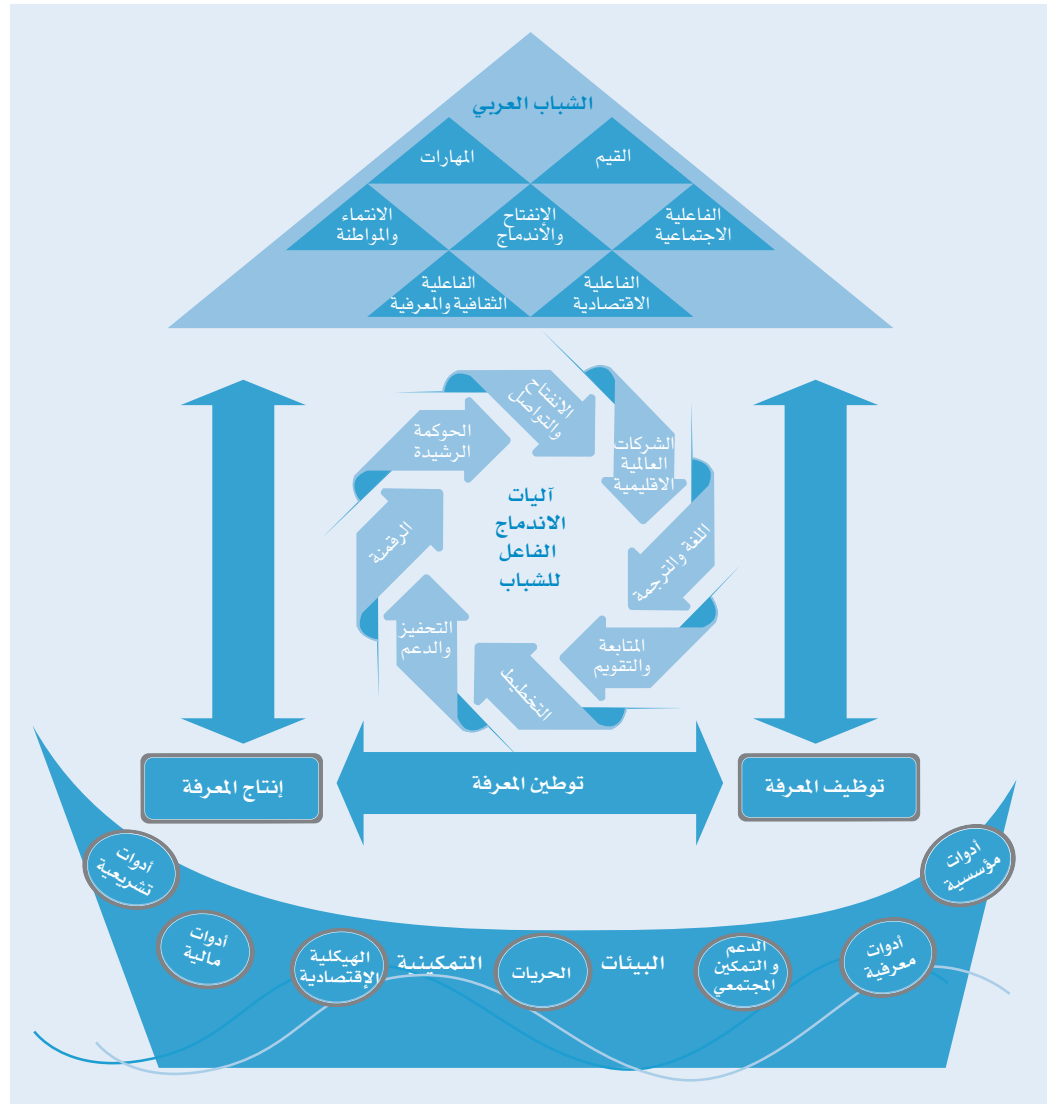 الشباب العربي
القيم
المهارات
الفاعلية
الاجتماعية
الإنفتاح
والاندماج
الانتماء
والمواطنة
الفاعلية
الاقتصادية
الفاعلية
الثقافية والمعرفية
الانفتاح
والتواصل
الشركات
العالمية
الاقليمية
اللغة والترجمة
المتابعة
والتقويم
التخطيط
التحفيز
والدعم
الرقمنة
الحوكمة
الرشيدة
آليات
الاندماج
الفاعل
للشباب
توظيف المعرفة
توطين المعرفة
إنتاج المعرفة
أدوات
مؤسسية
أدوات
معرفية
الدعم
و التمكين
المجتمعي
البيئات
الحريات
التمكينية
الهيكلية
الإقتصادية
أدوات
مالية
أدوات
تشريعية